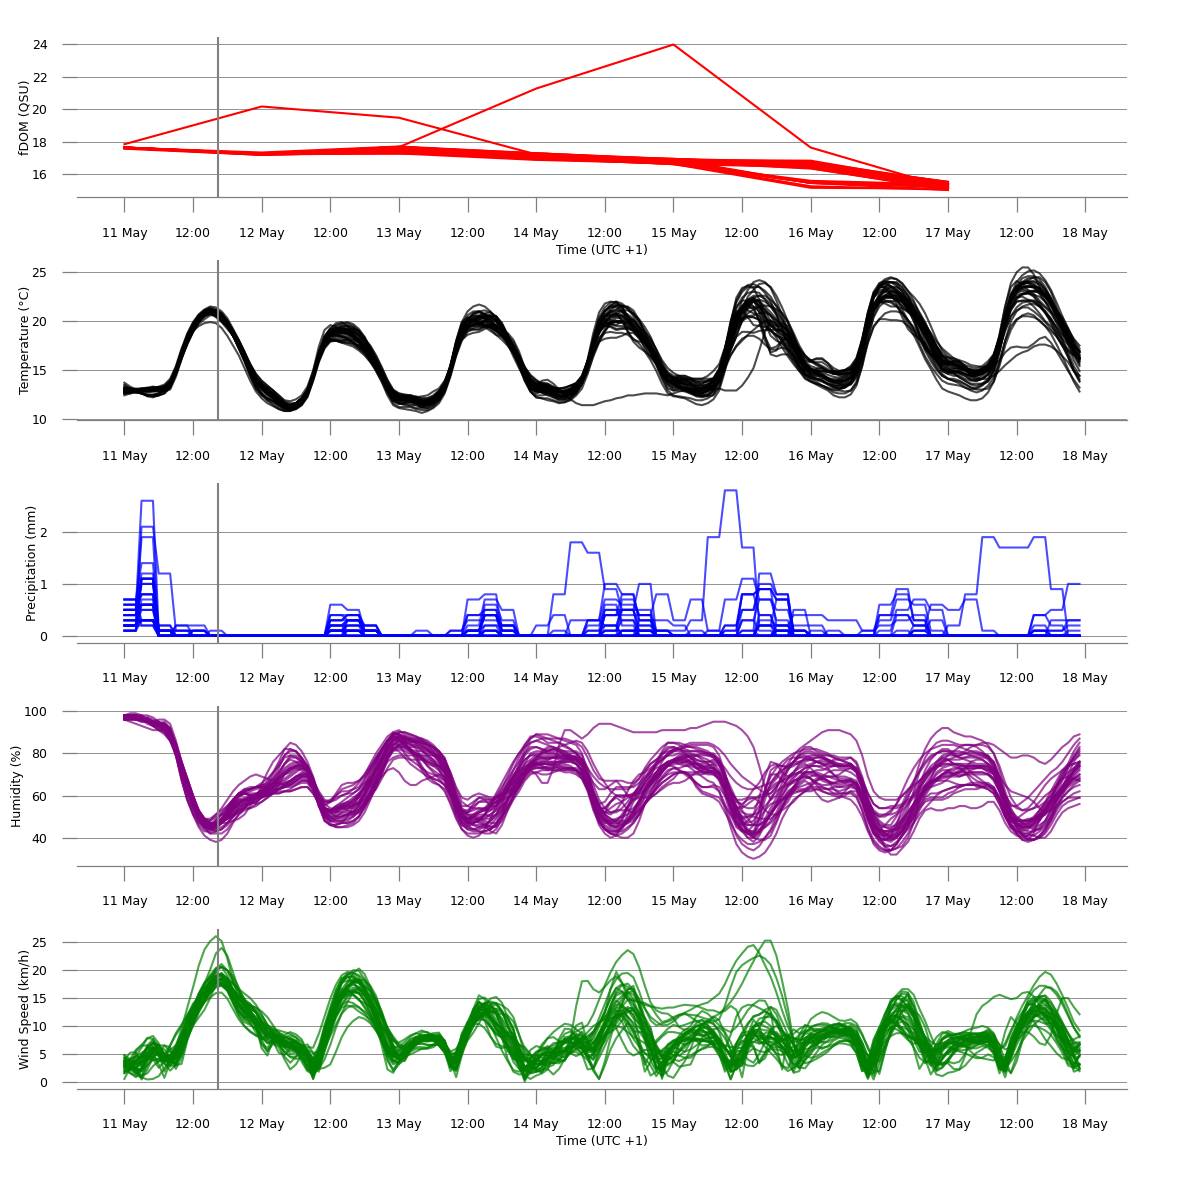 fDOM (QSU)
24
22
20
18
16
11 May 12:00 12 May 12:00 13 May 12:00 14 May 12:00 15 May 12:00 16 May 12:00 17 May 12:00 18 May
Time (UTC +1)
Temperature (°C)
25
20
15
10
11 May 12:00 12 May 12:00 13 May 12:00 14 May 12:00 15 May 12:00 16 May 12:00 17 May 12:00 18 May
Precipitation (mm)
2
1
0
11 May 12:00 12 May 12:00 13 May 12:00 14 May 12:00 15 May 12:00 16 May 12:00 17 May 12:00 18 May
Humidity (%)
100
80
60
40
11 May 12:00 12 May 12:00 13 May 12:00 14 May 12:00 15 May 12:00 16 May 12:00 17 May 12:00 18 May
Wind Speed (km/h)
25
20
15
10
5
0
11 May 12:00 12 May 12:00 13 May 12:00 14 May 12:00 15 May 12:00 16 May 12:00 17 May 12:00 18 May
Time (UTC +1)